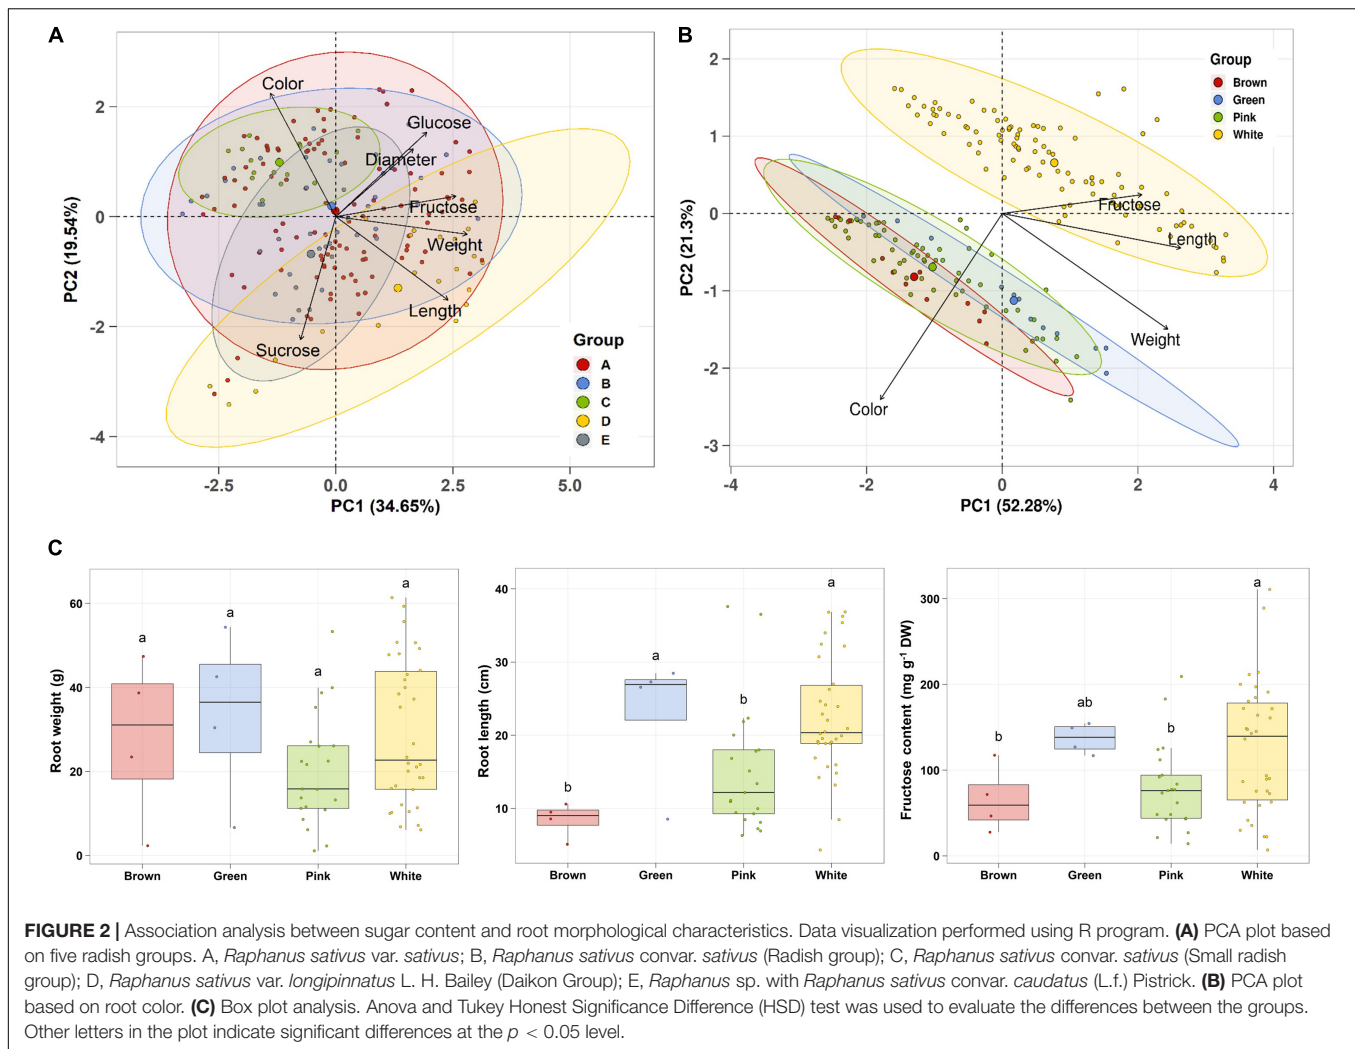 A
Color
Glucose
Diameter
Fructose
Weight
Length
Sucrose
Group
A
B
C
D
E
2
0
-2
-4
PC2 (19.54%)
-2.5
0.0
2.5
5.0
PC1 (34.65%)
B
Group
Brown
Green
Pink
White
Fructose
Length
Weight
Color
2
1
0
-1
-2
-3
PC2 (21.3%)
-4
-2
0
2
4
PC1 (52.28%)
C
Root weight (g)
60
40
20
0
a
a
a
a
Brown
Green
Pink
White
Root length (cm)
40
30
20
10
b
a
b
a
Brown
Green
Pink
White
Fructose content (mg g⁻¹ DW)
300
200
100
0
b
ab
b
a
Brown
Green
Pink
White
FIGURE 2 | Association analysis between sugar content and root morphological characteristics. Data visualization performed using R program. (A) PCA plot based
on five radish groups. A, Raphanus sativus var. sativus; B, Raphanus sativus convar. sativus (Radish group); C, Raphanus sativus convar. sativus (Small radish
group); D, Raphanus sativus var. longipinnatus L. H. Bailey (Daikon Group); E, Raphanus sp. with Raphanus sativus convar. caudatus (L.f.) Pistrick. (B) PCA plot
based on root color. (C) Box plot analysis. Anova and Tukey Honest Significance Difference (HSD) test was used to evaluate the differences between the groups.
Other letters in the plot indicate significant differences at the p < 0.05 level.